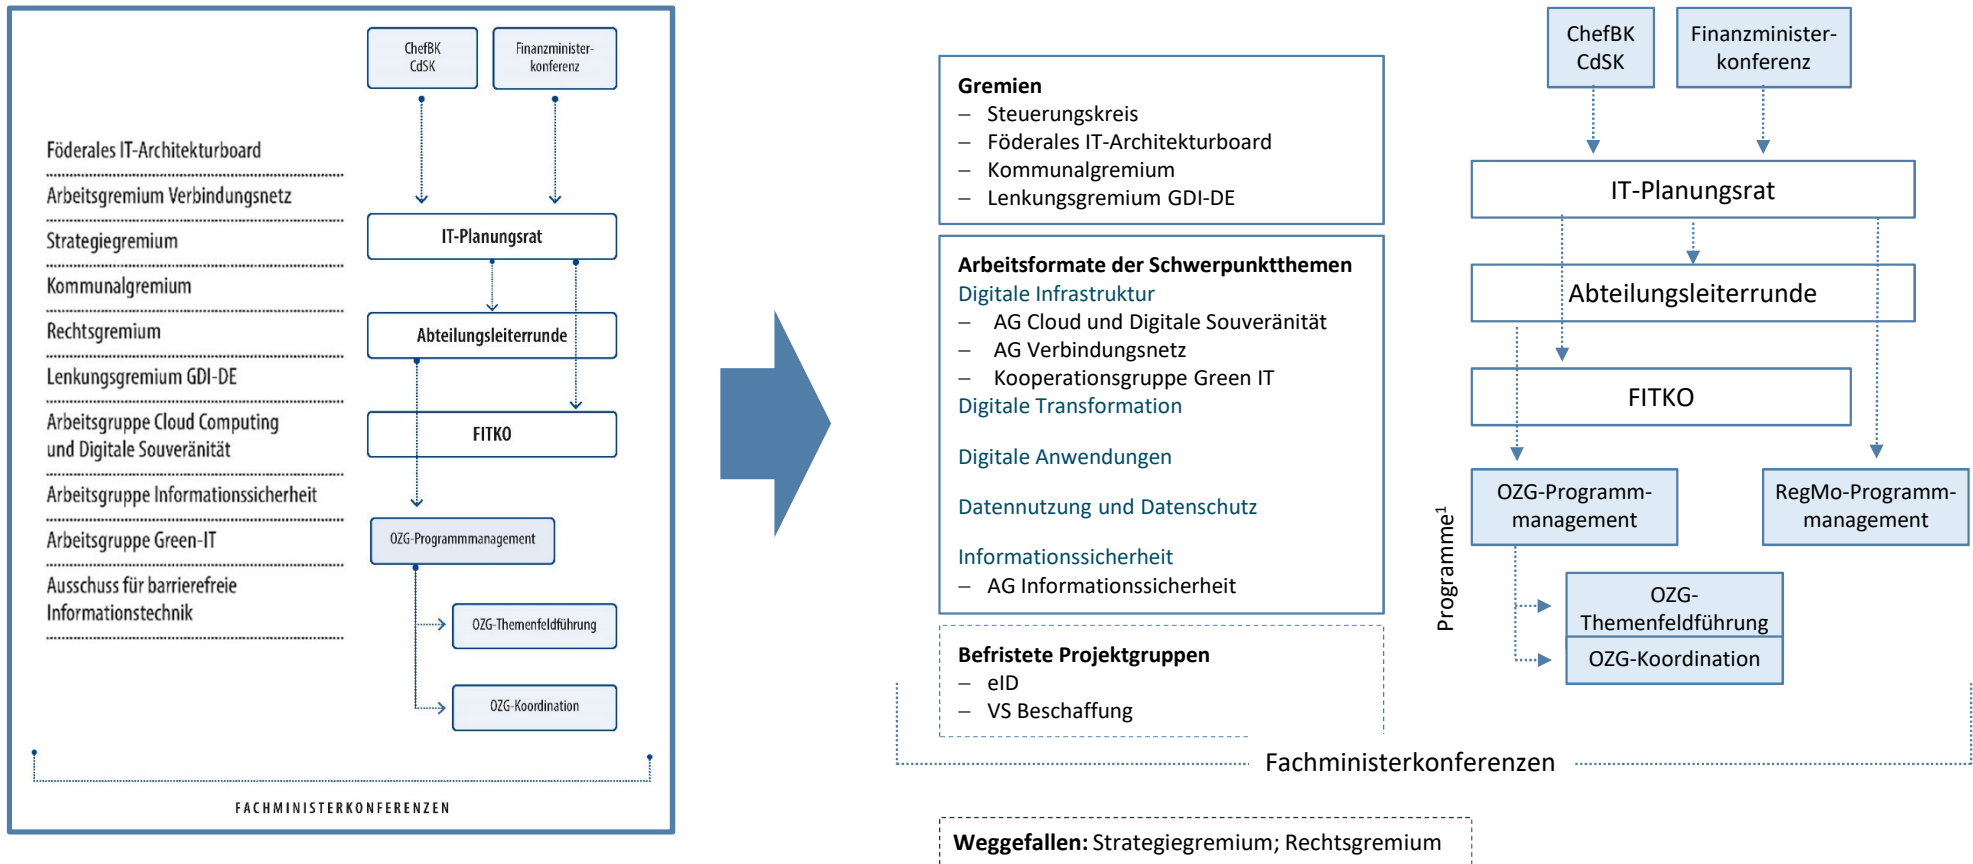 ChefBK
CdSK
Finanzminister-
konferenz
Föderales IT-Architekturboard
Arbeitsgremium Verbindungsnetz
Strategiegremium
Kommunalgremium
Rechtsgremium
Lenkungsgremium GDI-DE
Arbeitsgruppe Cloud Computing
und Digitale Souveränität
Arbeitsgruppe Informationssicherheit
Arbeitsgruppe Green-IT
Ausschuss für barrierefreie
Informationstechnik
IT-Planungsrat
Abteilungsleiterrunde
FITKO
OZG-Programmmanagement
OZG-Themenfeldführung
OZG-Koordination
FACHMINISTERKONFERENZEN
Gremien
– Steuerungskreis
– Föderales IT-Architekturboard
– Kommunalgremium
– Lenkungsgremium GDI-DE
Arbeitsformate der Schwerpunktthemen
Digitale Infrastruktur
– AG Cloud und Digitale Souveränität
– AG Verbindungsnetz
– Kooperationsgruppe Green IT
Digitale Transformation
Digitale Anwendungen
Datennutzung und Datenschutz
Informationssicherheit
– AG Informationssicherheit
Befristete Projektgruppen
– eID
– VS Beschaffung
ChefBK
CdSK
Finanzminister-
konferenz
IT-Planungsrat
Abteilungsleiterrunde
FITKO
Programme¹
OZG-Programm-
management
RegMo-Programm-
management
OZG-
Themenfeldführung
OZG-Koordination
Fachministerkonferenzen
Weggefallen: Strategiegremium; Rechtsgremium